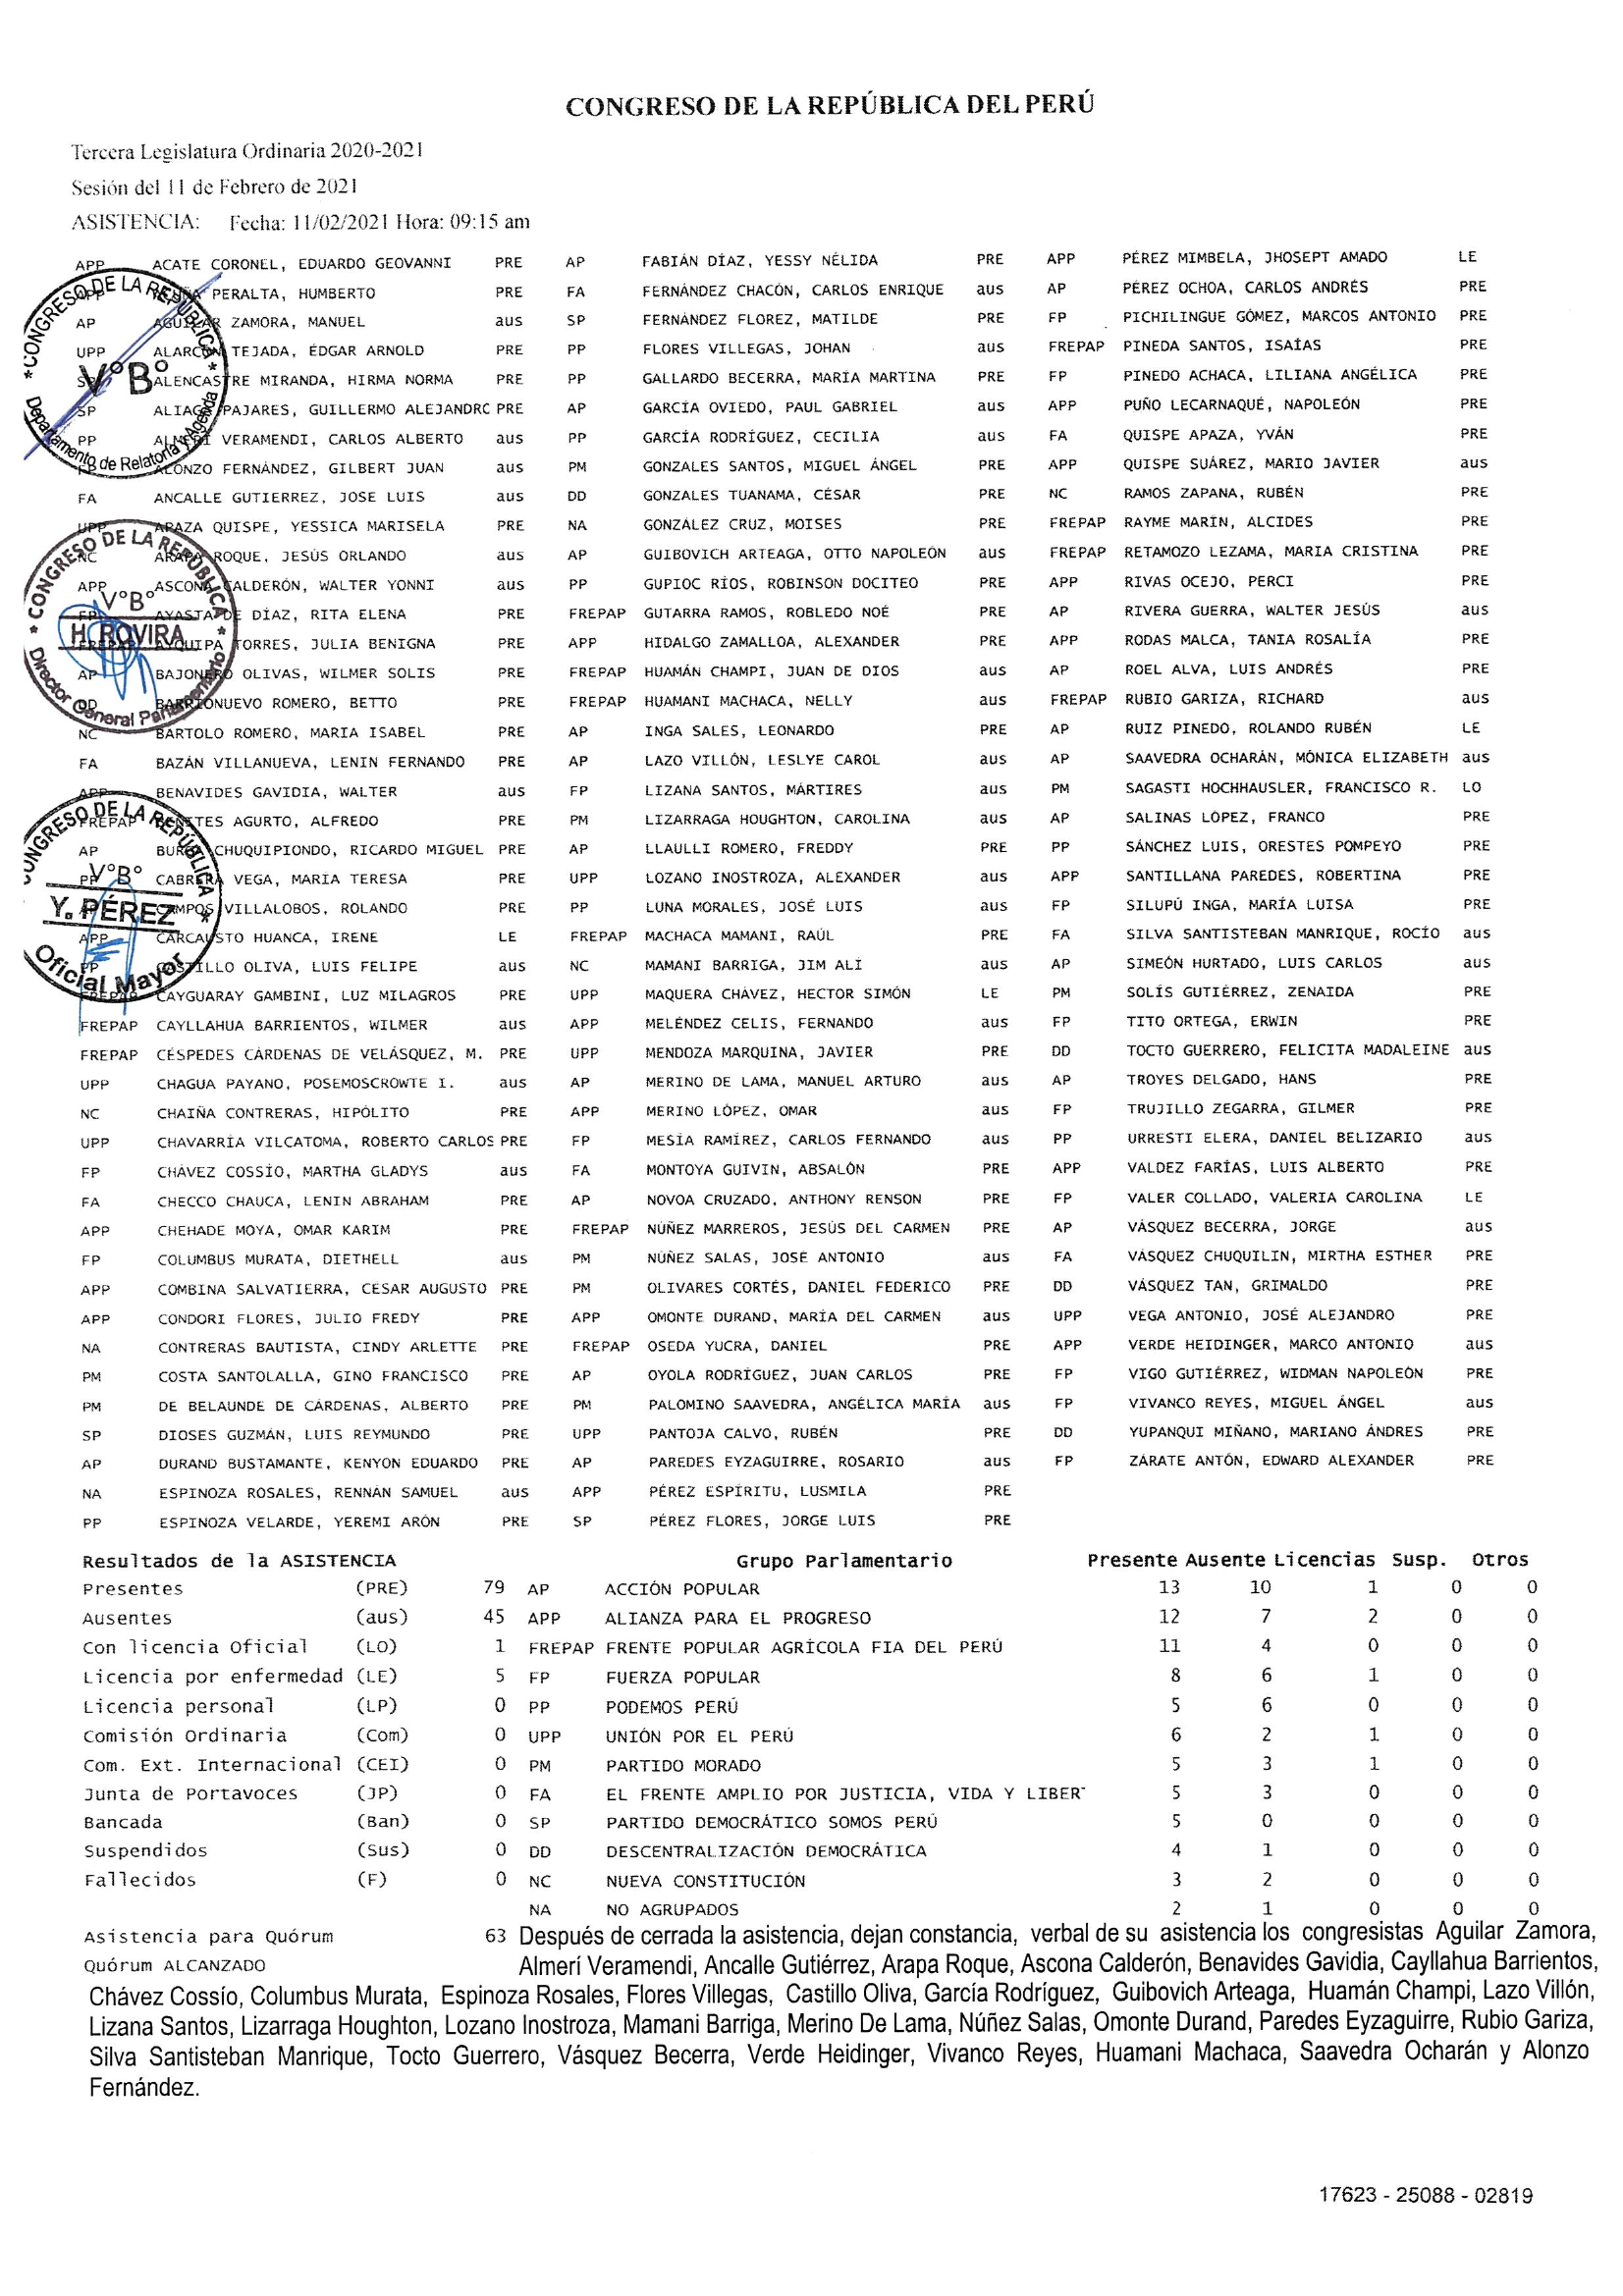 CONGRESO DE LA REPÚBLICA DEL PERÚ
Tercera Legislatura Ordinaria 2020-2021
Sesión del 11 de Febrero de 2021
ASISTENCIA: Fecha: 11/02/2021 Hora: 09:15 am
APP ACATE CORONEL, EDUARDO GEOVANNI PRE AP FABIÁN DÍAZ, YESSY NÉLIDA PRE APP PÉREZ MIMBELA, JHOSEPT AMADO LE
APP PERALTA, HUMBERTO PRE FA FERNÁNDEZ CHACÓN, CARLOS ENRIQUE aus AP PÉREZ OCHOA, CARLOS ANDRÉS PRE
AP AGUILAR ZAMORA, MANUEL aus SP FERNÁNDEZ FLOREZ, MATILDE PRE FP PICHILINGUE GÓMEZ, MARCOS ANTONIO PRE
UPP ALARCÓN TEJADA, EDGAR ARNOLD PRE PP FLORES VILLEGAS, JOHAN aus FREPAP PINEDA SANTOS, ISAÍAS PRE
SP ALENCASTRE MIRANDA, HIRMA NORMA PRE PP GALLARDO BECERRA, MARÍA MARTINA PRE FP PINEDO ACHACA, LILIANA ANGÉLICA PRE
SP ALIAGA PAJARES, GUILLERMO ALEJANDRO PRE AP GARCÍA OVIEDO, PAUL GABRIEL aus APP PUÑO LECARNAQUÉ, NAPOLEÓN PRE
PP ALMERÍ VERAMENDI, CARLOS ALBERTO aus PP GARCÍA RODRÍGUEZ, CECILIA aus FA QUISPE APAZA, YVÁN PRE
FP ALONZO FERNÁNDEZ, GILBERT JUAN aus PM GONZALES SANTOS, MIGUEL ÁNGEL PRE APP QUISPE SUÁREZ, MARIO JAVIER aus
FA ANCALLE GUTIERREZ, JOSE LUIS aus DD GONZALES TUANAMA, CÉSAR PRE NC RAMOS ZAPANA, RUBÉN PRE
UPP APAZA QUISPE, YESSICA MARISELA PRE NA GONZÁLEZ CRUZ, MOISES PRE FREPAP RAYME MARÍN, ALCIDES PRE
NC ARAPA ROQUE, JESÚS ORLANDO aus AP GUIBOVICH ARTEAGA, OTTO NAPOLEÓN aus FREPAP RETAMOZO LEZAMA, MARIA CRISTINA PRE
APP ASCONA CALDERÓN, WALTER YONNI aus PP GUPIOC RÍOS, ROBINSON DOCITEO PRE APP RIVAS OCEJO, PERCI PRE
FP AYASTA DE DÍAZ, RITA ELENA PRE FREPAP GUTARRA RAMOS, ROBLEDO NOÉ PRE AP RIVERA GUERRA, WALTER JESÚS aus
FREPAP AYQUIPA TORRES, JULIA BENIGNA PRE APP HIDALGO ZAMALLOA, ALEXANDER PRE APP RODAS MALCA, TANIA ROSALÍA PRE
AP BAJONERO OLIVAS, WILMER SOLIS PRE FREPAP HUAMÁN CHAMPI, JUAN DE DIOS aus AP ROEL ALVA, LUIS ANDRÉS PRE
DD BARRIONUEVO ROMERO, BETTO PRE FREPAP HUAMANI MACHACA, NELLY aus FREPAP RUBIO GARIZA, RICHARD aus
NC BARTOLO ROMERO, MARIA ISABEL PRE AP INGA SALES, LEONARDO PRE AP RUIZ PINEDO, ROLANDO RUBÉN LE
FA BAZÁN VILLANUEVA, LENIN FERNANDO PRE AP LAZO VILLÓN, LESLYE CAROL aus AP SAAVEDRA OCHARÁN, MÓNICA ELIZABETH aus
APP BENAVIDES GAVIDIA, WALTER aus FP LIZANA SANTOS, MÁRTIRES aus PM SAGASTI HOCHHAUSLER, FRANCISCO R. LO
FREPAP BENITES AGURTO, ALFREDO PRE PM LIZARRAGA HOUGHTON, CAROLINA aus AP SALINAS LÓPEZ, FRANCO PRE
AP BURGA CHUQUIPIONDO, RICARDO MIGUEL PRE AP LLAULLI ROMERO, FREDDY PRE PP SÁNCHEZ LUIS, ORESTES POMPEYO PRE
PP CABRERA VEGA, MARIA TERESA PRE UPP LOZANO INOSTROZA, ALEXANDER aus APP SANTILLANA PAREDES, ROBERTINA PRE
AP CAMPOS VILLALOBOS, ROLANDO PRE PP LUNA MORALES, JOSÉ LUIS aus FP SILUPÚ INGA, MARÍA LUISA PRE
APP CARCAUSTO HUANCA, IRENE LE FREPAP MACHACA MAMANI, RAÚL PRE FA SILVA SANTISTEBAN MANRIQUE, ROCÍO aus
PP CASTILLO OLIVA, LUIS FELIPE aus NC MAMANI BARRIGA, JIM ALÍ aus AP SIMEÓN HURTADO, LUIS CARLOS aus
FREPAP CAYGUARAY GAMBINI, LUZ MILAGROS PRE UPP MAQUERA CHÁVEZ, HECTOR SIMÓN LE PM SOLÍS GUTIÉRREZ, ZENAIDA PRE
FREPAP CAYLLAHUA BARRIENTOS, WILMER aus APP MELÉNDEZ CELIS, FERNANDO aus FP TITO ORTEGA, ERWIN PRE
FREPAP CÉSPEDES CÁRDENAS DE VELÁSQUEZ, M. PRE UPP MENDOZA MARQUINA, JAVIER PRE DD TOCTO GUERRERO, FELICITA MADALEINE aus
UPP CHAGUA PAYANO, POSEMOSCROWTE I. aus AP MERINO DE LAMA, MANUEL ARTURO aus AP TROYES DELGADO, HANS PRE
NC CHAIÑA CONTRERAS, HIPÓLITO PRE APP MERINO LÓPEZ, OMAR aus FP TRUJILLO ZEGARRA, GILMER PRE
UPP CHAVARRÍA VILCATOMA, ROBERTO CARLOS PRE FP MESÍA RAMÍREZ, CARLOS FERNANDO aus PP URRESTI ELERA, DANIEL BELIZARIO aus
FP CHÁVEZ COSSÍO, MARTHA GLADYS aus FA MONTOYA GUIVIN, ABSALÓN PRE APP VALDEZ FARÍAS, LUIS ALBERTO PRE
FA CHECCO CHAUCA, LENIN ABRAHAM PRE AP NOVOA CRUZADO, ANTHONY RENSON PRE FP VALER COLLADO, VALERIA CAROLINA LE
APP CHEHADE MOYA, OMAR KARIM PRE FREPAP NÚÑEZ MARREROS, JESÚS DEL CARMEN PRE AP VÁSQUEZ BECERRA, JORGE aus
FP COLUMBUS MURATA, DIETHELL aus PM NÚÑEZ SALAS, JOSÉ ANTONIO aus FA VÁSQUEZ CHUQUILIN, MIRTHA ESTHER PRE
APP COMBINA SALVATIERRA, CESAR AUGUSTO PRE PM OLIVARES CORTÉS, DANIEL FEDERICO PRE DD VÁSQUEZ TAN, GRIMALDO PRE
APP CONDORI FLORES, JULIO FREDY PRE APP OMONTE DURAND, MARÍA DEL CARMEN aus UPP VEGA ANTONIO, JOSÉ ALEJANDRO PRE
NA CONTRERAS BAUTISTA, CINDY ARLETTE PRE FREPAP OSEDA YUCRA, DANIEL PRE APP VERDE HEIDINGER, MARCO ANTONIO aus
PM COSTA SANTOLALLA, GINO FRANCISCO PRE AP OYOLA RODRÍGUEZ, JUAN CARLOS PRE FP VIGO GUTIÉRREZ, WIDMAN NAPOLEÓN PRE
PM DE BELAUNDE DE CÁRDENAS, ALBERTO PRE PM PALOMINO SAAVEDRA, ANGÉLICA MARÍA aus FP VIVANCO REYES, MIGUEL ÁNGEL aus
SP DIOSES GUZMÁN, LUIS REYMUNDO PRE UPP PANTOJA CALVO, RUBÉN PRE DD YUPANQUI MIÑANO, MARIANO ÁNDRES PRE
AP DURAND BUSTAMANTE, KENYON EDUARDO PRE AP PAREDES EYZAGUIRRE, ROSARIO aus FP ZÁRATE ANTÓN, EDWARD ALEXANDER PRE
NA ESPINOZA ROSALES, RENNÁN SAMUEL aus APP PÉREZ ESPÍRITU, LUSMILA PRE
PP ESPINOZA VELARDE, YEREMI ARÓN PRE SP PÉREZ FLORES, JORGE LUIS PRE
*CONGRESO DE LA REPÚBLICA*
V°B°
Departamento de Relatoría y Agenda
* CONGRESO DE LA REPÚBLICA *
V°B°
H. ROVIRA
Director General Parlamentario
CONGRESO DE LA REPÚBLICA *
V°B°
Y. PÉREZ
Oficial Mayor
Resultados de la ASISTENCIA Grupo Parlamentario Presente Ausente Licencias Susp. Otros
Presentes (PRE) 79 AP ACCIÓN POPULAR 13 10 1 0 0
Ausentes (aus) 45 APP ALIANZA PARA EL PROGRESO 12 7 2 0 0
Con licencia Oficial (LO) 1 FREPAP FRENTE POPULAR AGRÍCOLA FIA DEL PERÚ 11 4 0 0 0
Licencia por enfermedad (LE) 5 FP FUERZA POPULAR 8 6 1 0 0
Licencia personal (LP) 0 PP PODEMOS PERÚ 5 6 0 0 0
Comisión Ordinaria (Com) 0 UPP UNIÓN POR EL PERÚ 6 2 1 0 0
Com. Ext. Internacional (CEI) 0 PM PARTIDO MORADO 5 3 1 0 0
Junta de Portavoces (JP) 0 FA EL FRENTE AMPLIO POR JUSTICIA, VIDA Y LIBERT 5 3 0 0 0
Bancada (Ban) 0 SP PARTIDO DEMOCRÁTICO SOMOS PERÚ 5 0 0 0 0
Suspendidos (Sus) 0 DD DESCENTRALIZACIÓN DEMOCRÁTICA 4 1 0 0 0
Fallecidos (F) 0 NC NUEVA CONSTITUCIÓN 3 2 0 0 0
NA NO AGRUPADOS 2 1 0 0 0
Asistencia para Quórum 63 Después de cerrada la asistencia, dejan constancia, verbal de su asistencia los congresistas Aguilar Zamora,
Quórum ALCANZADO Almerí Veramendi, Ancalle Gutiérrez, Arapa Roque, Ascona Calderón, Benavides Gavidia, Cayllahua Barrientos,
Chávez Cossío, Columbus Murata, Espinoza Rosales, Flores Villegas, Castillo Oliva, García Rodríguez, Guibovich Arteaga, Huamán Champi, Lazo Villón,
Lizana Santos, Lizarraga Houghton, Lozano Inostroza, Mamani Barriga, Merino De Lama, Núñez Salas, Omonte Durand, Paredes Eyzaguirre, Rubio Gariza,
Silva Santisteban Manrique, Tocto Guerrero, Vásquez Becerra, Verde Heidinger, Vivanco Reyes, Huamani Machaca, Saavedra Ocharán y Alonzo
Fernández.
17623 - 25088 - 02819